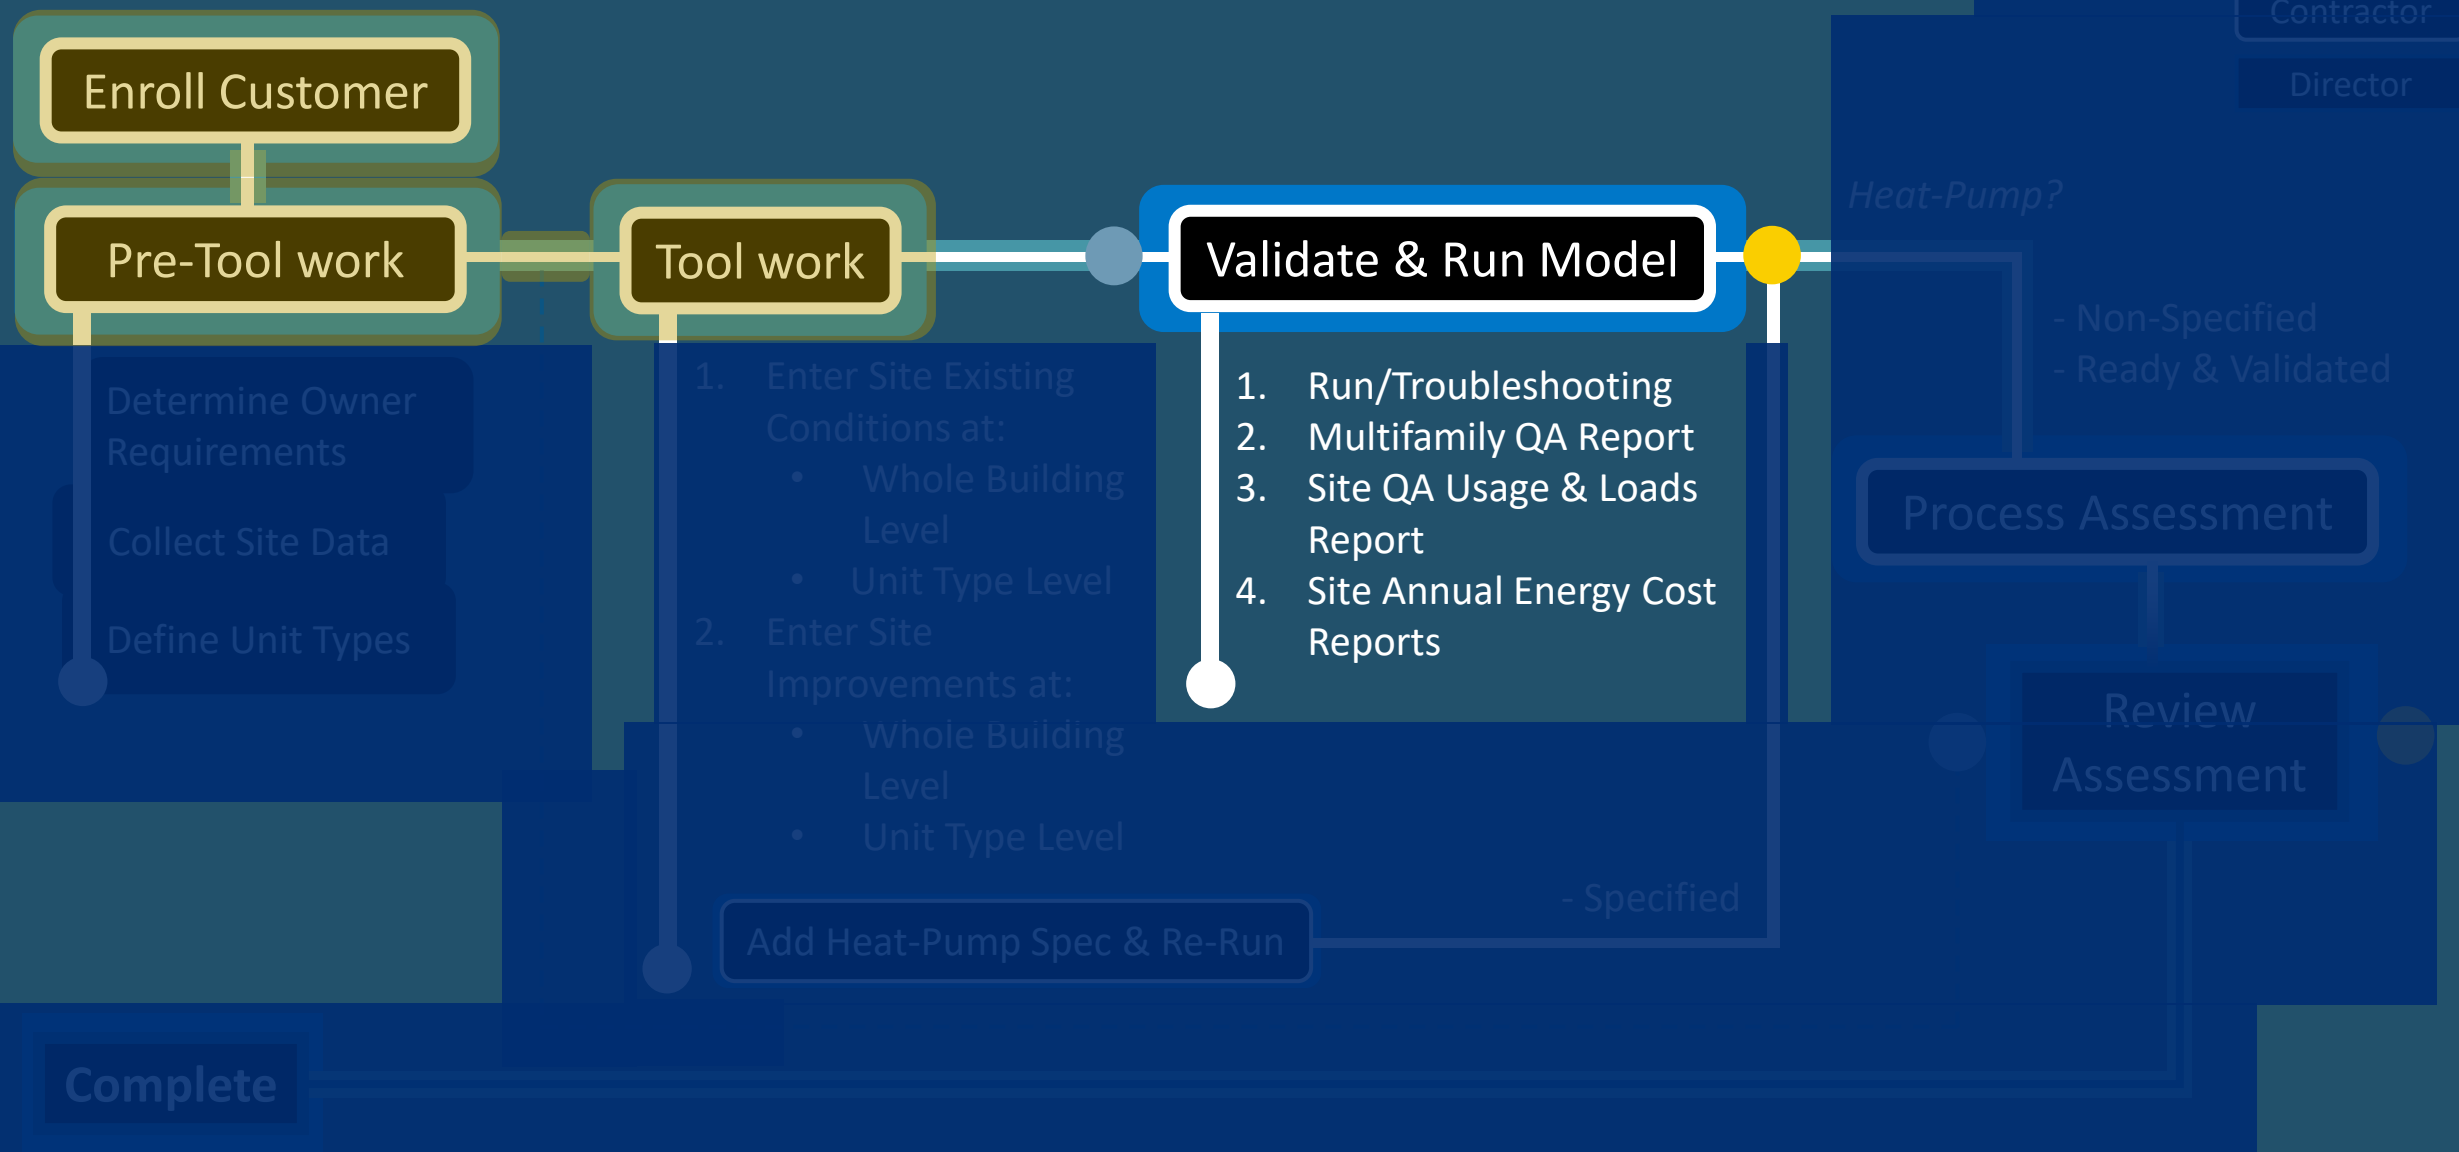 Contractor
Director
Enroll Customer
Pre-Tool work
Tool work
Validate & Run Model
Heat-Pump?
- Non-Specified
- Ready & Validated
Determine Owner
Requirements
Collect Site Data
Define Unit Types
1. Enter Site Existing
Conditions at:
• Whole Building
Level
• Unit Type Level
2. Enter Site
Improvements at:
• Whole Building
Level
• Unit Type Level
1. Run/Troubleshooting
2. Multifamily QA Report
3. Site QA Usage & Loads
Report
4. Site Annual Energy Cost
Reports
Process Assessment
Review
Assessment
- Specified
Add Heat-Pump Spec & Re-Run
Complete